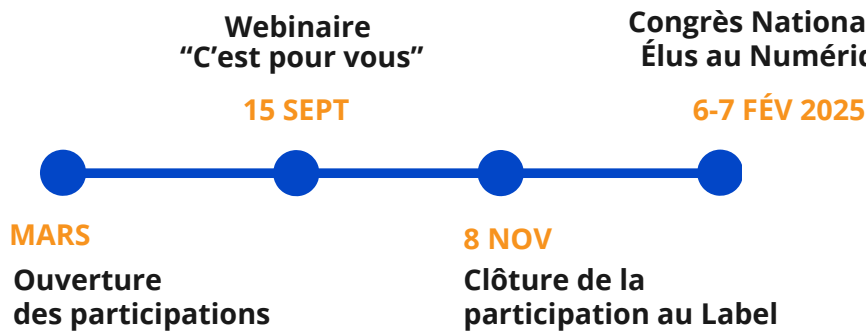 Webinaire
“C’est pour vous”
15 SEPT
Congrès Nationa
Élus au Numéri
6-7 FÉV 2025
MARS
Ouverture
des participations
8 NOV
Clôture de la
participation au Label